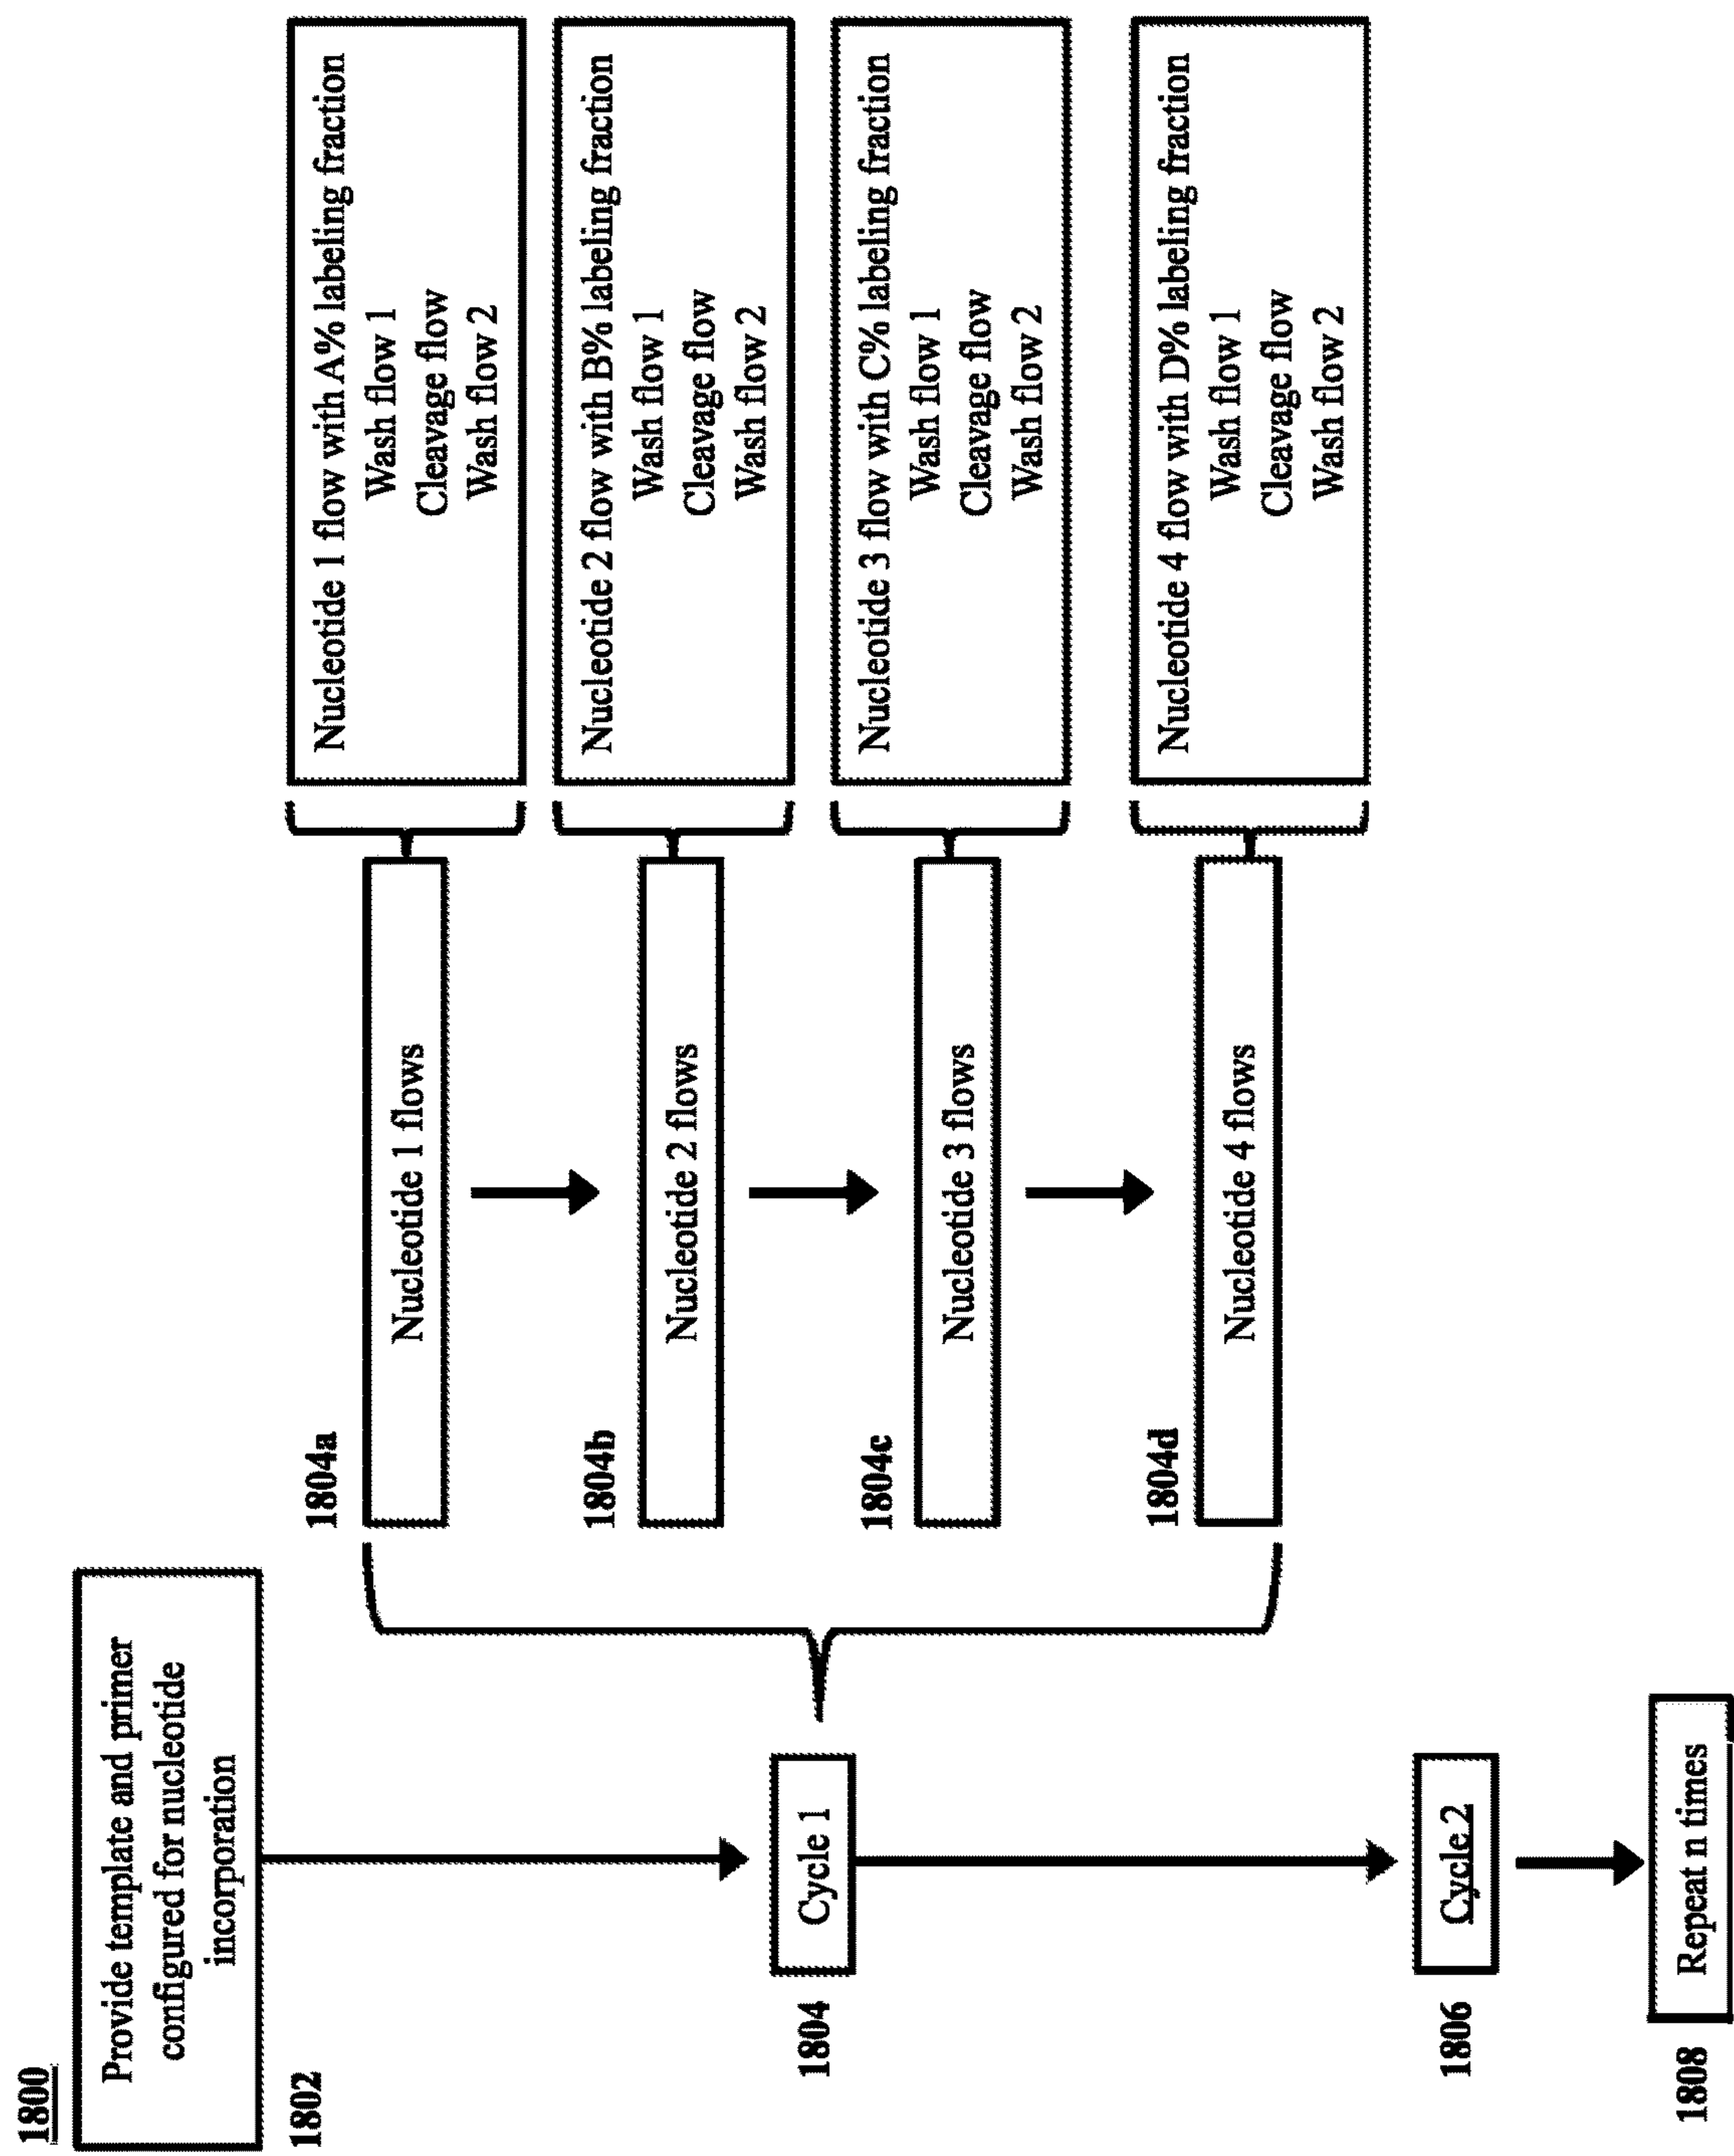 1800
Provide template and primer
configured for nucleotide
incorporation
1802
1804
Cycle 1
1804a
Nucleotide 1 flows
Nucleotide 1 flow with A% labeling fraction
Wash flow 1
Cleavage flow
Wash flow 2
1804b
Nucleotide 2 flows
Nucleotide 2 flow with B% labeling fraction
Wash flow 1
Cleavage flow
Wash flow 2
1804c
Nucleotide 3 flows
Nucleotide 3 flow with C% labeling fraction
Wash flow 1
Cleavage flow
Wash flow 2
1804d
Nucleotide 4 flows
Nucleotide 4 flow with D% labeling fraction
Wash flow 1
Cleavage flow
Wash flow 2
1806
Cycle 2
1808
Repeat n times